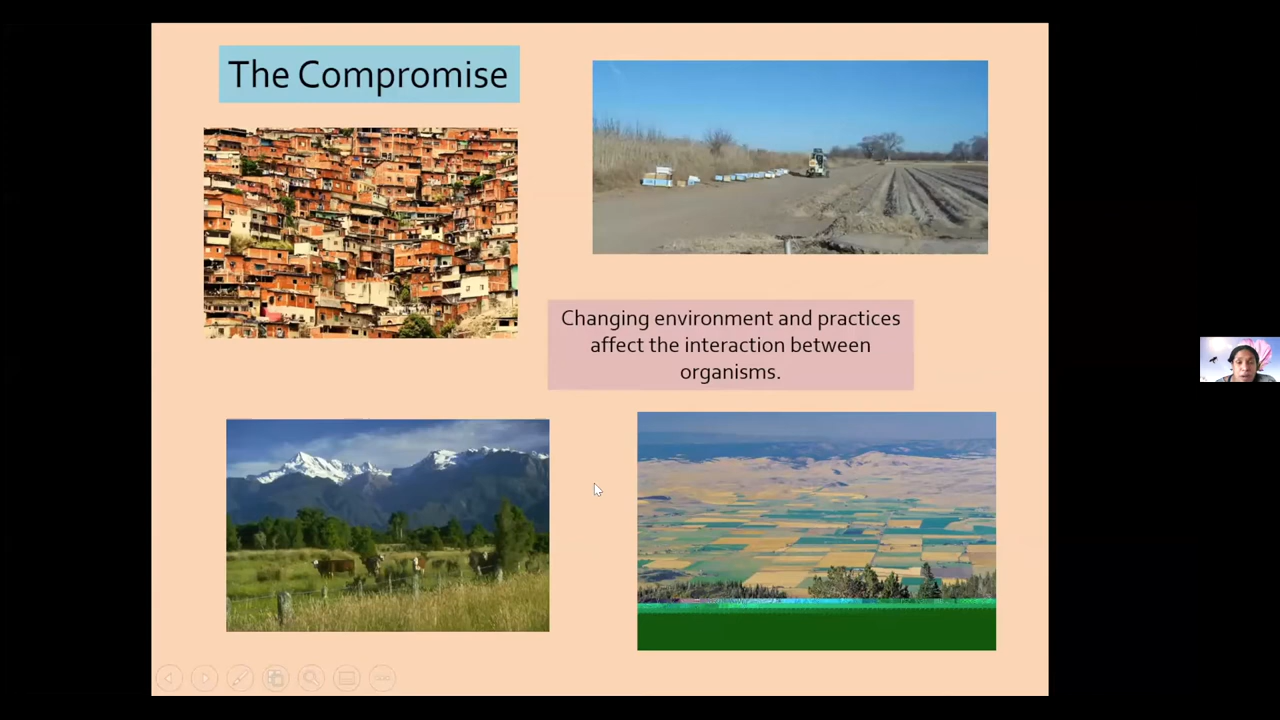 The Compromise
Changing environment and practices
affect the interaction between
organisms.